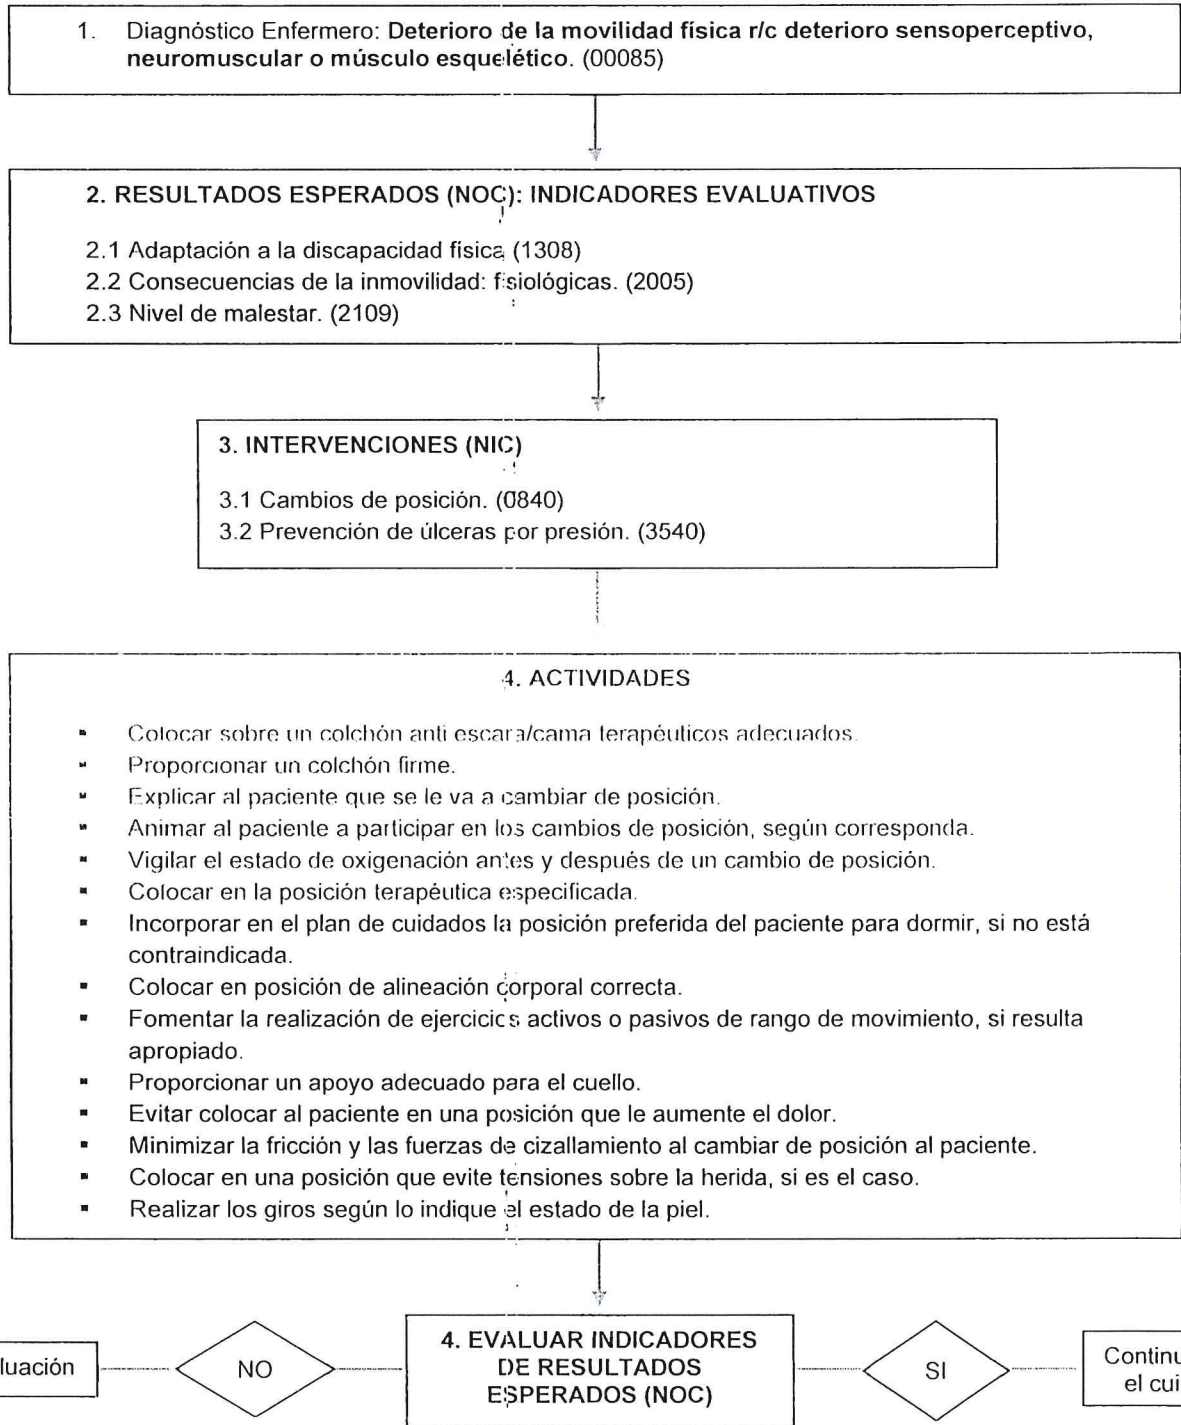 1. Diagnóstico Enfermero: Deterioro de la movilidad física r/c deterioro sensoperceptivo,
neuromuscular o músculo esquelético. (00085)
2. RESULTADOS ESPERADOS (NOC): INDICADORES EVALUATIVOS
2.1 Adaptación a la discapacidad física (1308)
2.2 Consecuencias de la inmovilidad: fisiológicas. (2005)
2.3 Nivel de malestar. (2109)
3. INTERVENCIONES (NIC)
3.1 Cambios de posición. (0840)
3.2 Prevención de úlceras por presión. (3540)
4. ACTIVIDADES
▪ Colocar sobre un colchón anti escara/cama terapéuticos adecuados.
▪ Proporcionar un colchón firme.
▪ Explicar al paciente que se le va a cambiar de posición.
▪ Animar al paciente a participar en los cambios de posición, según corresponda.
▪ Vigilar el estado de oxigenación antes y después de un cambio de posición.
▪ Colocar en la posición terapéutica especificada.
▪ Incorporar en el plan de cuidados la posición preferida del paciente para dormir, si no está
contraindicada.
▪ Colocar en posición de alineación corporal correcta.
▪ Fomentar la realización de ejercicios activos o pasivos de rango de movimiento, si resulta
apropiado.
▪ Proporcionar un apoyo adecuado para el cuello.
▪ Evitar colocar al paciente en una posición que le aumente el dolor.
▪ Minimizar la fricción y las fuerzas de cizallamiento al cambiar de posición al paciente.
▪ Colocar en una posición que evite tensiones sobre la herida, si es el caso.
▪ Realizar los giros según lo indique el estado de la piel.
luación
NO
4. EVALUAR INDICADORES
DE RESULTADOS
ESPERADOS (NOC)
SI
Continu
el cui